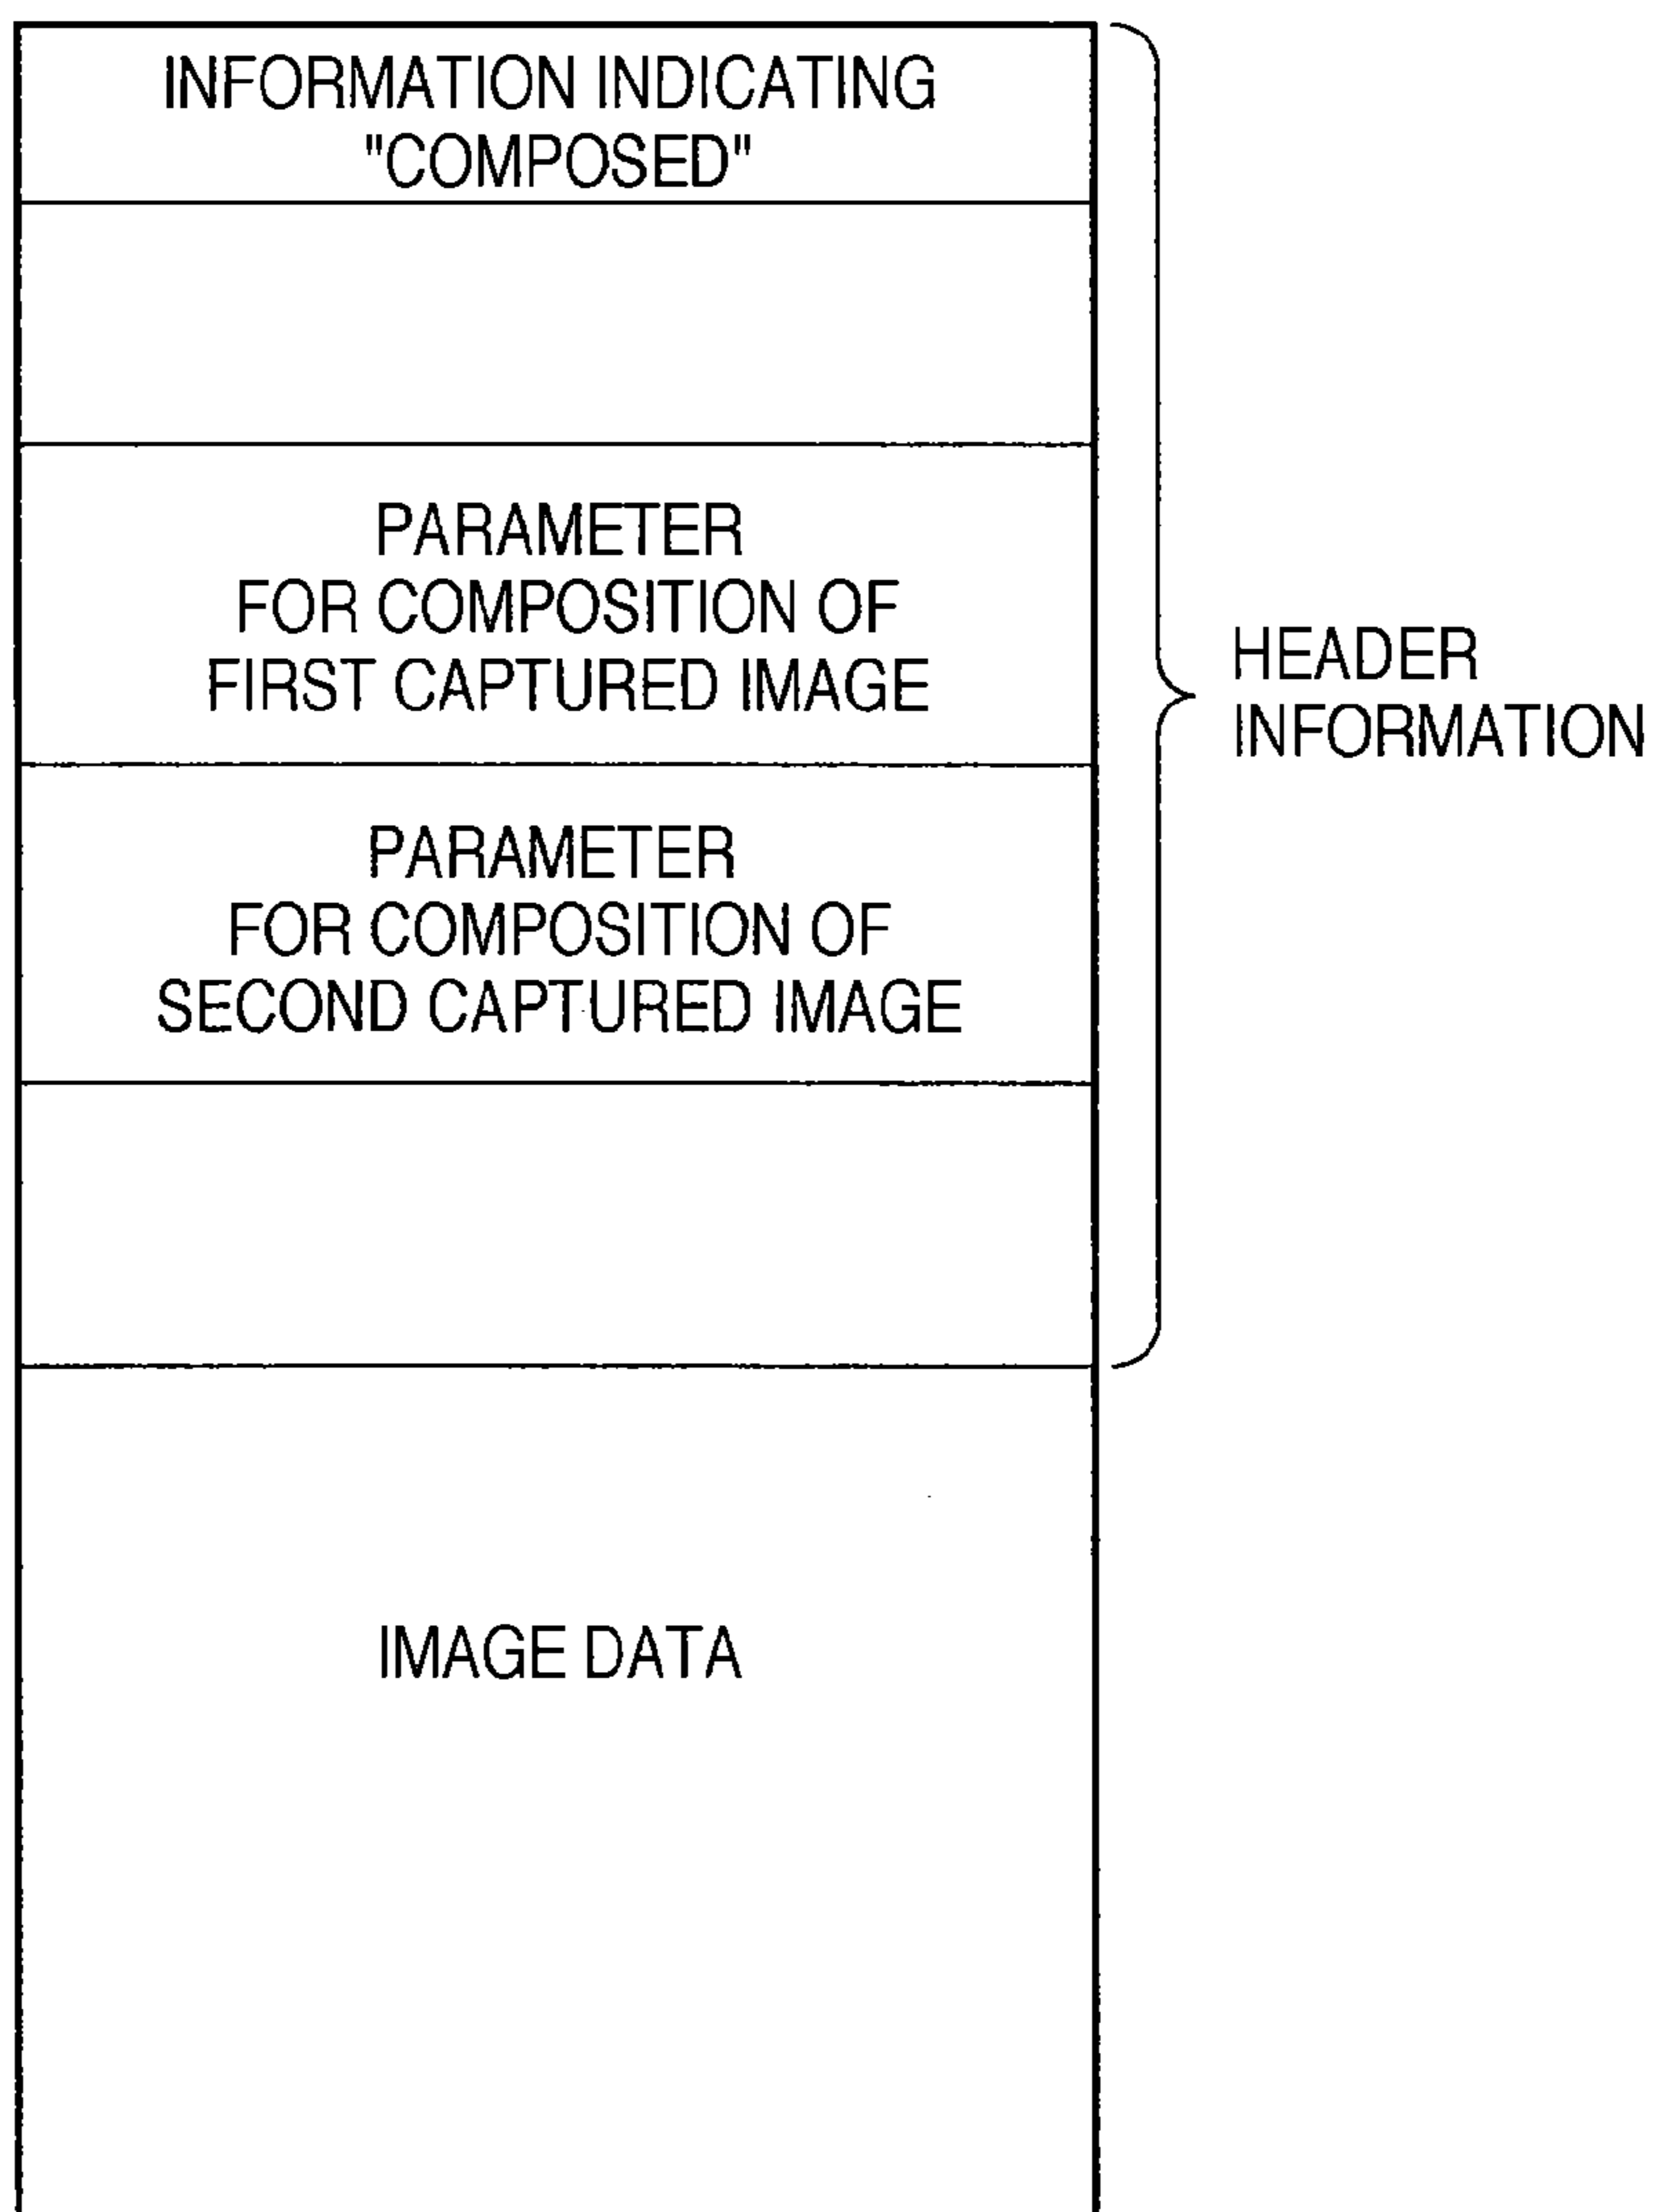 INFORMATION INDICATING
"COMPOSED"
PARAMETER
FOR COMPOSITION OF
FIRST CAPTURED IMAGE
PARAMETER
FOR COMPOSITION OF
SECOND CAPTURED IMAGE
HEADER
INFORMATION
IMAGE DATA